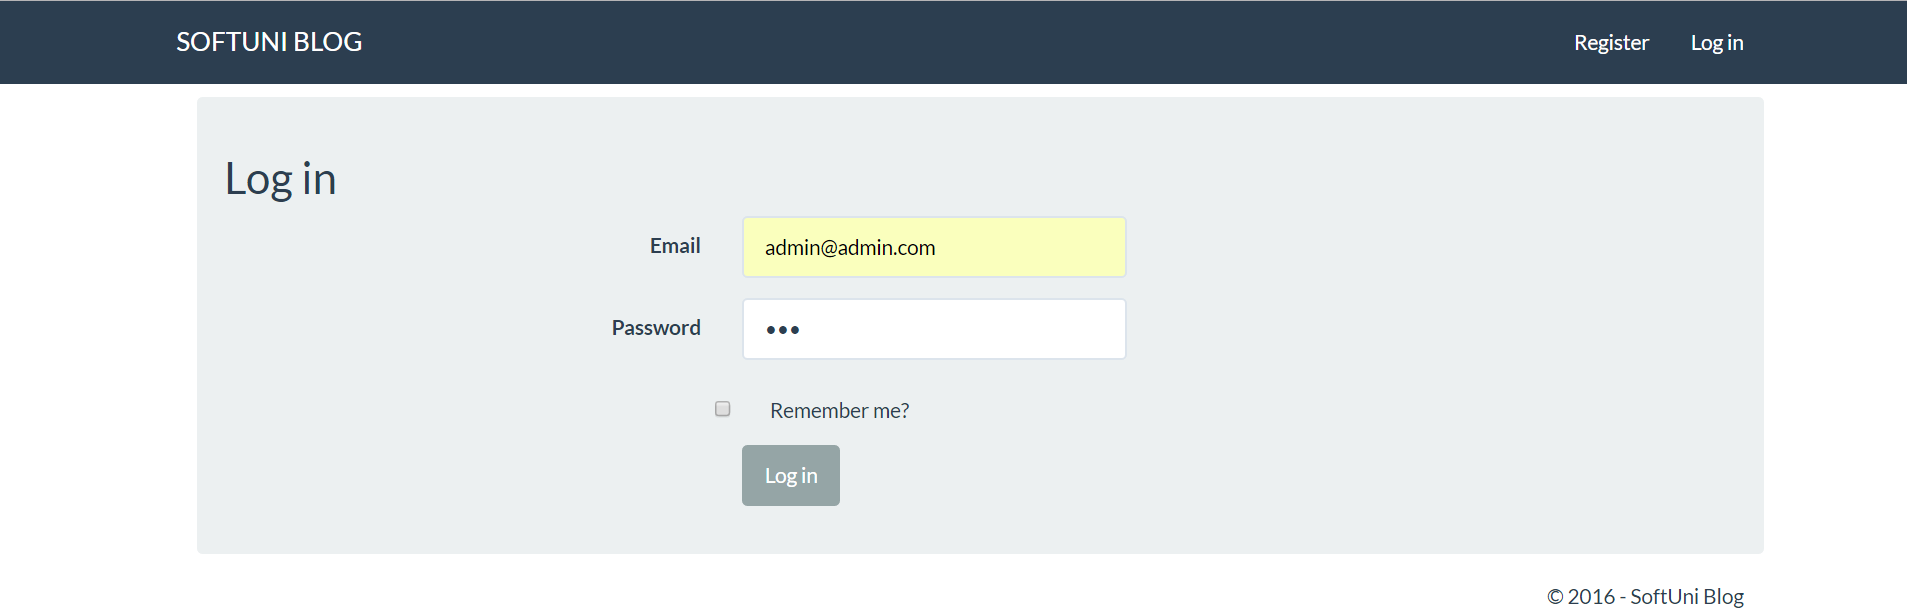 SOFTUNI BLOG Register Log in
Log in
Email admin@admin.com
Password •••
Remember me?
Log in
© 2016 - SoftUni Blog